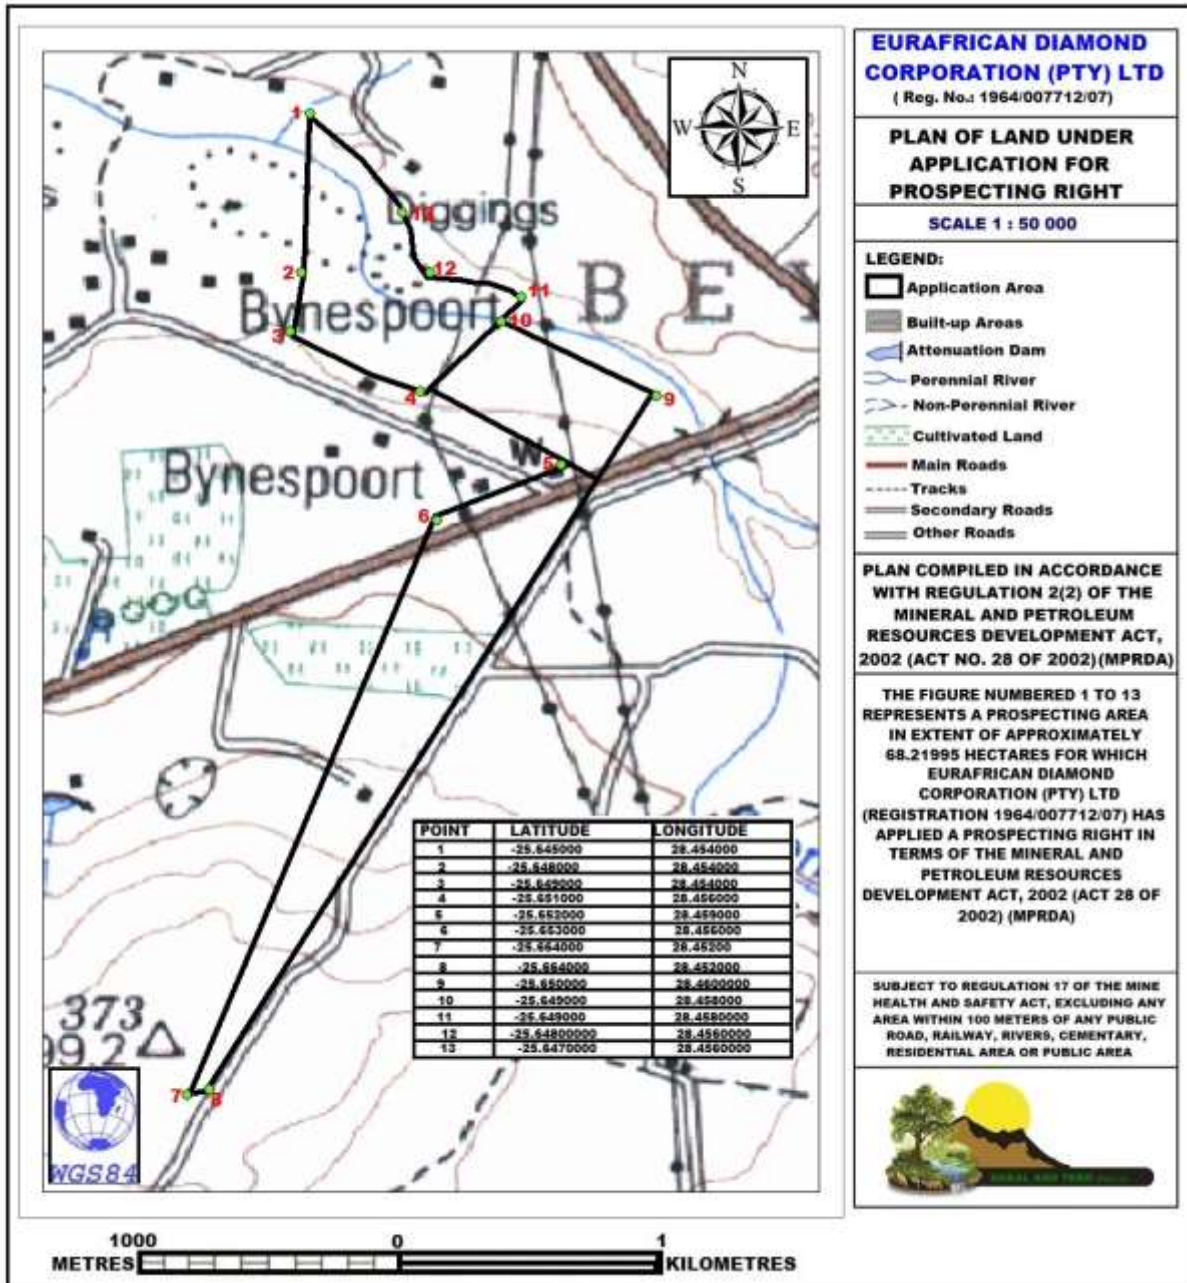 EURAFRICAN DIAMOND
CORPORATION (PTY) LTD
( Reg. No.: 1964/007712/07)
PLAN OF LAND UNDER
APPLICATION FOR
PROSPECTING RIGHT
SCALE 1 : 50 000
LEGEND:
Application Area
Built-up Areas
Attenuation Dam
Perennial River
Non-Perennial River
Cultivated Land
Main Roads
Tracks
Secondary Roads
Other Roads
PLAN COMPILED IN ACCORDANCE
WITH REGULATION 2(2) OF THE
MINERAL AND PETROLEUM
RESOURCES DEVELOPMENT ACT,
2002 (ACT NO. 28 OF 2002)(MPRDA)
THE FIGURE NUMBERED 1 TO 13
REPRESENTS A PROSPECTING AREA
IN EXTENT OF APPROXIMATELY
68.21995 HECTARES FOR WHICH
EURAFRICAN DIAMOND
CORPORATION (PTY) LTD
(REGISTRATION 1964/007712/07) HAS
APPLIED A PROSPECTING RIGHT IN
TERMS OF THE MINERAL AND
PETROLEUM RESOURCES
DEVELOPMENT ACT, 2002 (ACT 28 OF
2002) (MPRDA)
SUBJECT TO REGULATION 17 OF THE MINE
HEALTH AND SAFETY ACT, EXCLUDING ANY
AREA WITHIN 100 METERS OF ANY PUBLIC
ROAD, RAILWAY, RIVERS, CEMENTARY,
RESIDENTIAL AREA OR PUBLIC AREA
N
W E
S
1
13
Diggings
2
12
11
B E
Bynespoort
10
3
4
9
W
5
Bynespoort
6
POINT LATITUDE LONGITUDE
1 -25.645000 28.454000
2 -25.648000 28.454000
3 -25.649000 28.454000
4 -25.651000 28.456000
5 -25.652000 28.459000
6 -25.653000 28.456000
7 -25.664000 28.45200
8 -25.664000 28.452000
9 -25.650000 28.4600000
10 -25.649000 28.458000
11 -25.649000 28.4580000
12 -25.64800000 28.4560000
13 -25.6470000 28.4560000
373
99.2
7
8
WGS84
1000 0 1
METRES KILOMETRES